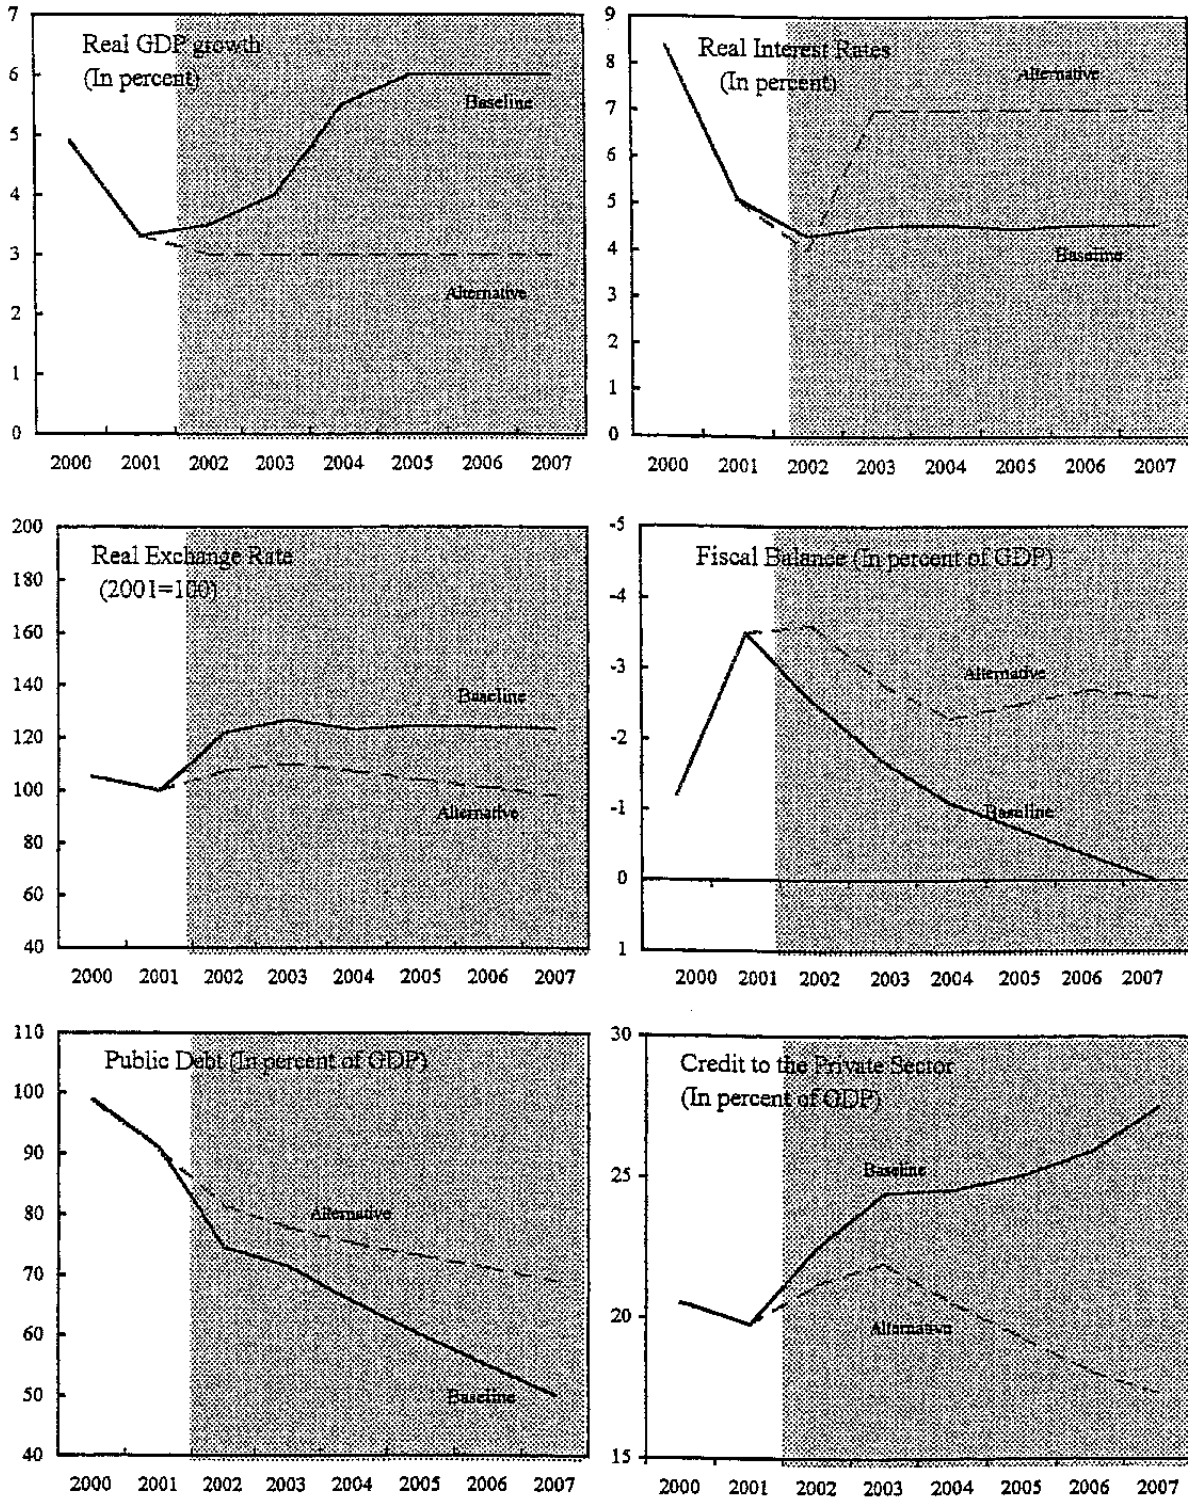 7
6
5
4
3
2
1
0
Real GDP growth
(In percent)
Baseline
Alternative
2000 2001 2002 2003 2004 2005 2006 2007
9
8
7
6
5
4
3
2
1
0
Real Interest Rates
(In percent)
Alternative
Baseline
2000 2001 2002 2003 2004 2005 2006 2007
200
180
160
140
120
100
80
60
40
Real Exchange Rate
(2001=100)
Baseline
Alternative
2000 2001 2002 2003 2004 2005 2006 2007
-5
-4
-3
-2
-1
0
1
Fiscal Balance (In percent of GDP)
Alternative
Baseline
2000 2001 2002 2003 2004 2005 2006 2007
110
100
90
80
70
60
50
40
Public Debt (In percent of GDP)
Alternative
Baseline
2000 2001 2002 2003 2004 2005 2006 2007
30
25
20
15
Credit to the Private Sector
(In percent of GDP)
Baseline
Alternative
2000 2001 2002 2003 2004 2005 2006 2007